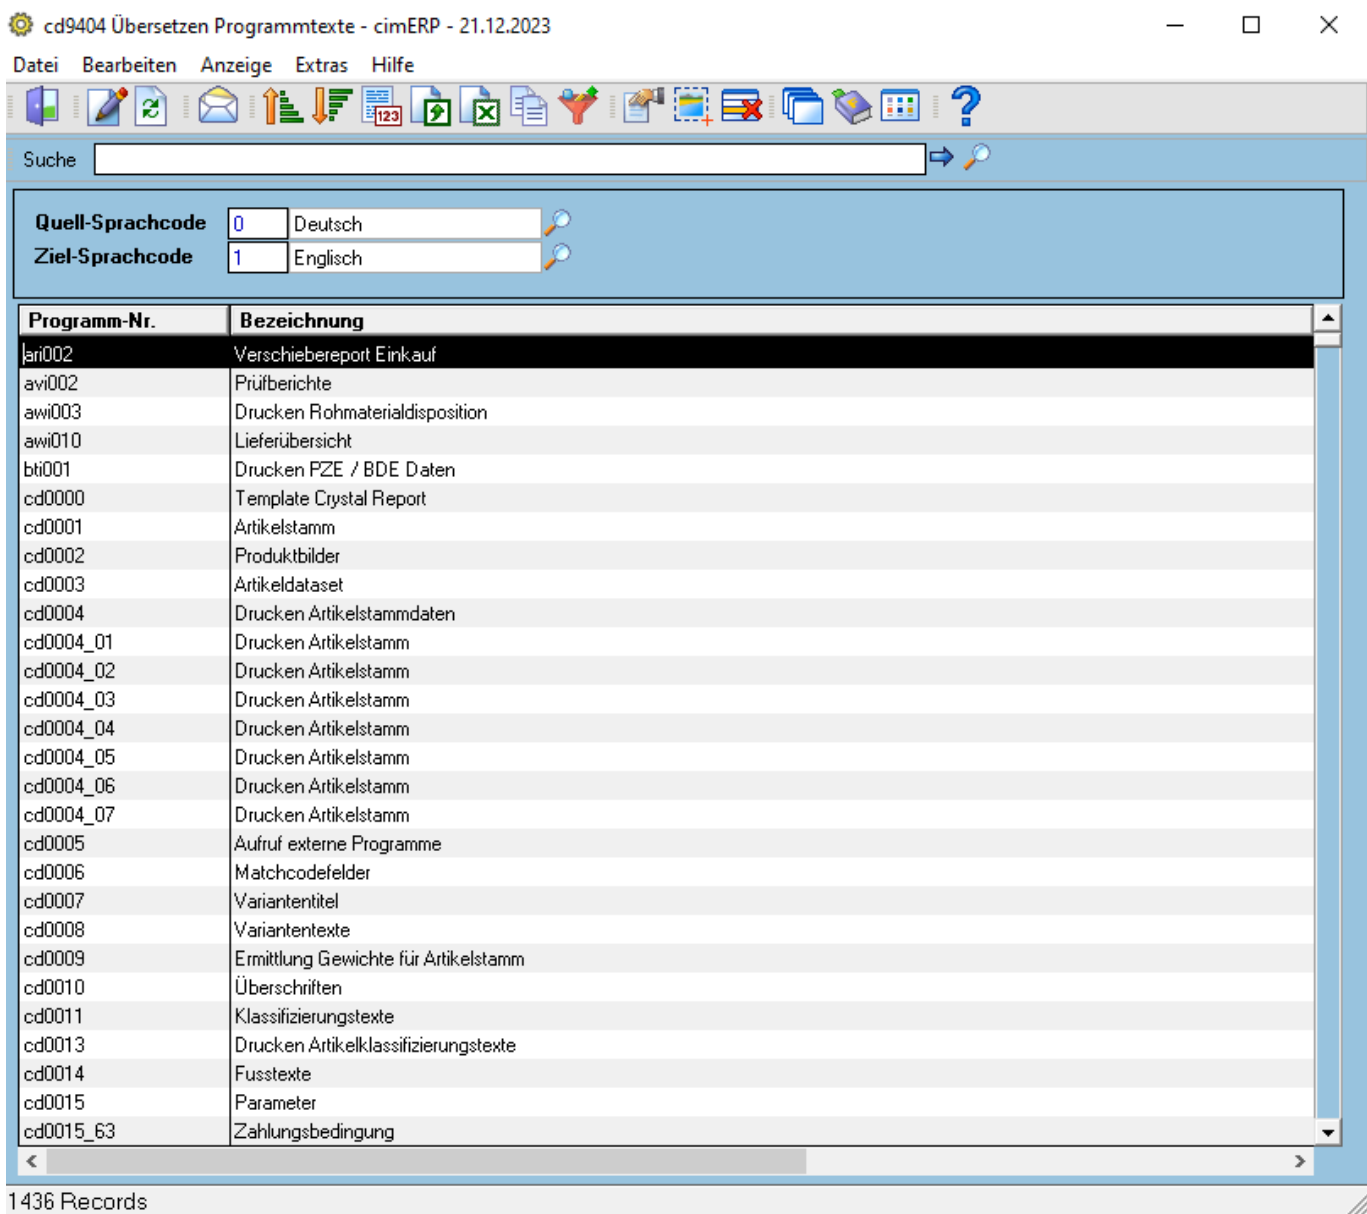 cd9404 Übersetzen Programmtexte - cimERP - 21.12.2023
Datei Bearbeiten Anzeige Extras Hilfe
123
Suche
Quell-Sprachcode 0 Deutsch
Ziel-Sprachcode 1 Englisch
Programm-Nr. Bezeichnung
ari002 Verschiebereport Einkauf
avi002 Prüfberichte
awi003 Drucken Rohmaterialdisposition
awi010 Lieferübersicht
bti001 Drucken PZE / BDE Daten
cd0000 Template Crystal Report
cd0001 Artikelstamm
cd0002 Produktbilder
cd0003 Artikeldataset
cd0004 Drucken Artikelstammdaten
cd0004_01 Drucken Artikelstamm
cd0004_02 Drucken Artikelstamm
cd0004_03 Drucken Artikelstamm
cd0004_04 Drucken Artikelstamm
cd0004_05 Drucken Artikelstamm
cd0004_06 Drucken Artikelstamm
cd0004_07 Drucken Artikelstamm
cd0005 Aufruf externe Programme
cd0006 Matchcodefelder
cd0007 Variantentitel
cd0008 Variantentexte
cd0009 Ermittlung Gewichte für Artikelstamm
cd0010 Überschriften
cd0011 Klassifizierungstexte
cd0013 Drucken Artikelklassifizierungstexte
cd0014 Fusstexte
cd0015 Parameter
cd0015_63 Zahlungsbedingung
1436 Records